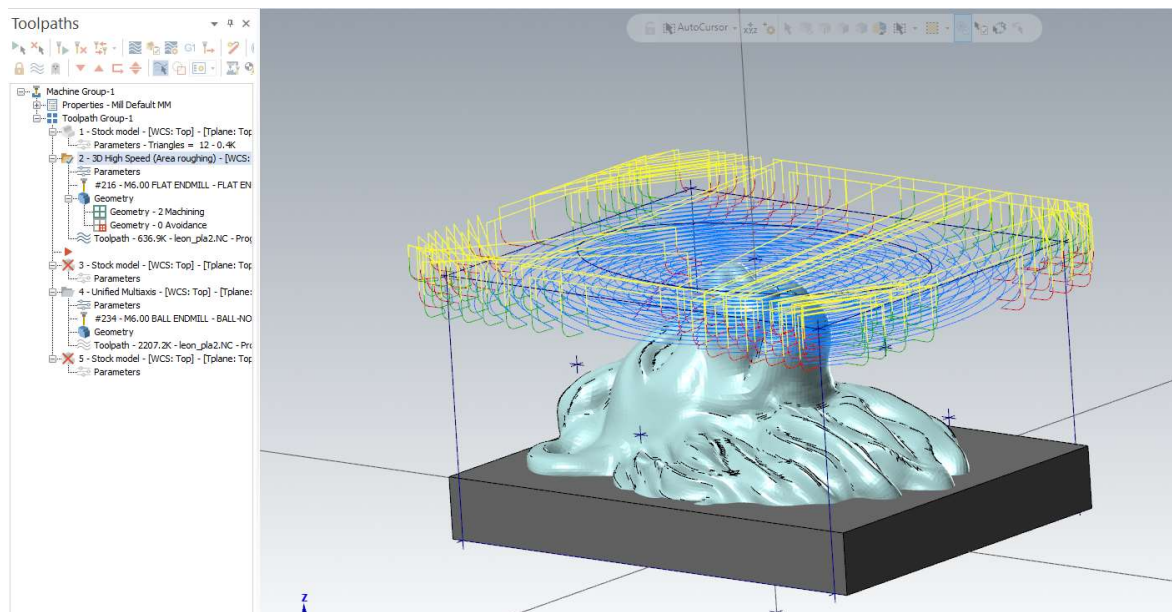 Toolpaths
AutoCursor
G1
Machine Group-1
Properties - Mill Default MM
Toolpath Group-1
1 - Stock model - [WCS: Top] - [Tplane: Top
Parameters - Triangles = 12 - 0.4K
2 - 3D High Speed (Area roughing) - [WCS:
Parameters
#216 - M6.00 FLAT ENDMILL - FLAT EN
Geometry
Geometry - 2 Machining
Geometry - 0 Avoidance
Toolpath - 636.9K - leon_pla2.NC - Prog
3 - Stock model - [WCS: Top] - [Tplane: Top
Parameters
4 - Unified Multiaxis - [WCS: Top] - [Tplane:
Parameters
#234 - M6.00 BALL ENDMILL - BALL-NO
Geometry
Toolpath - 2207.2K - leon_pla2.NC - Pro
5 - Stock model - [WCS: Top] - [Tplane: Top
Parameters
Z